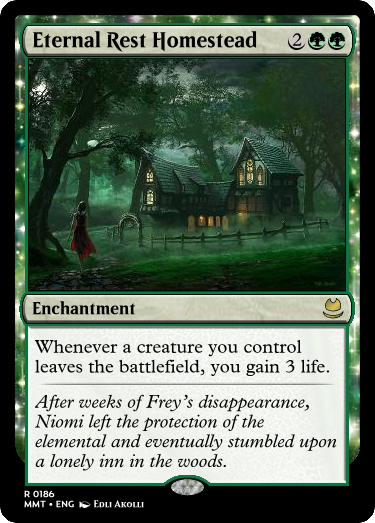 Eternal Rest Homestead 2
Enchantment
Whenever a creature you control
leaves the battlefield, you gain 3 life.
After weeks of Frey's disappearance,
Niomi left the protection of the
elemental and eventually stumbled upon
a lonely inn in the woods.
R 0186
MMT • ENG Edli Akolli